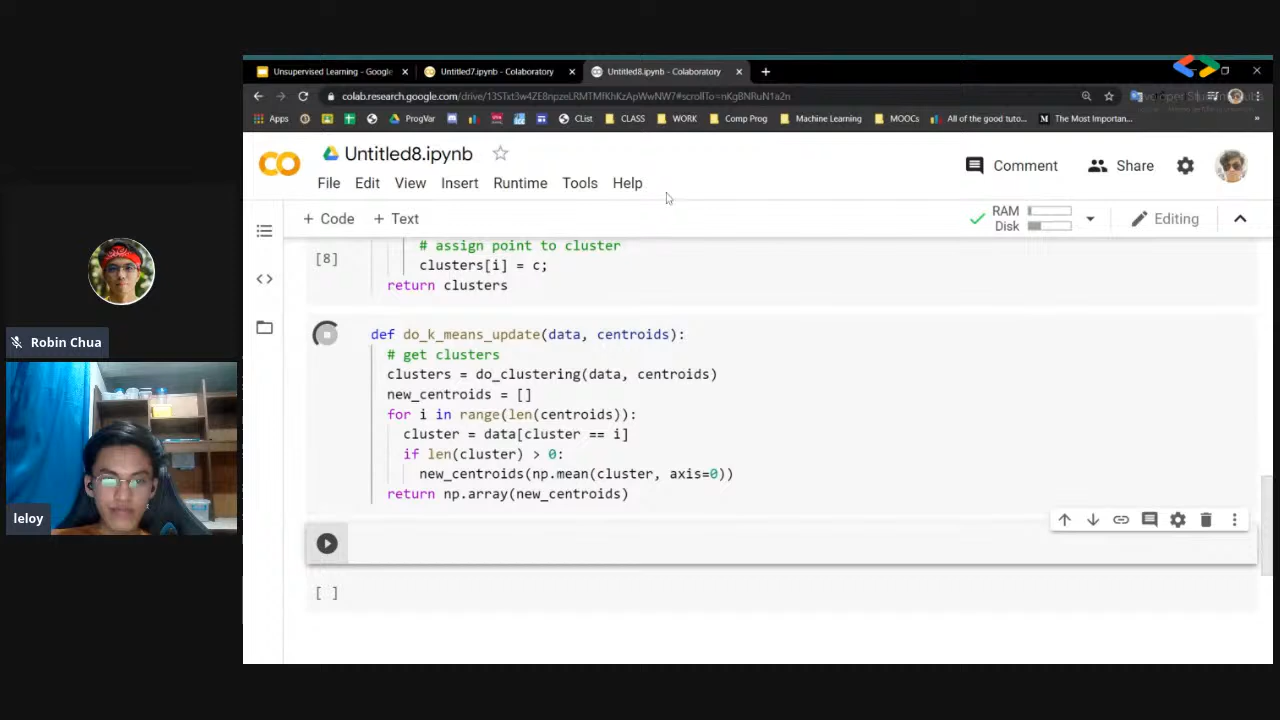 Unsupervised Learning - Google
Untitled7.ipynb - Colaboratory
Untitled8.ipynb - Colaboratory
colab.research.google.com/drive/13STxt3w4ZE8npzeLRMTMfKhKzApWwNW7#scrollTo=nKgBNRuN1a2n
Apps
ProgVar
CList
CLASS
WORK
Comp Prog
Machine Learning
MOOCs
All of the good tuto...
The Most Importan...
Untitled8.ipynb
Comment
Share
File Edit View Insert Runtime Tools Help
+ Code + Text
RAM
Disk
Editing
# assign point to cluster
[8]
clusters[i] = c;
return clusters
def do_k_means_update(data, centroids):
# get clusters
clusters = do_clustering(data, centroids)
new_centroids = []
for i in range(len(centroids)):
cluster = data[cluster == i]
if len(cluster) > 0:
new_centroids(np.mean(cluster, axis=0))
return np.array(new_centroids)
[ ]
Robin Chua
leloy